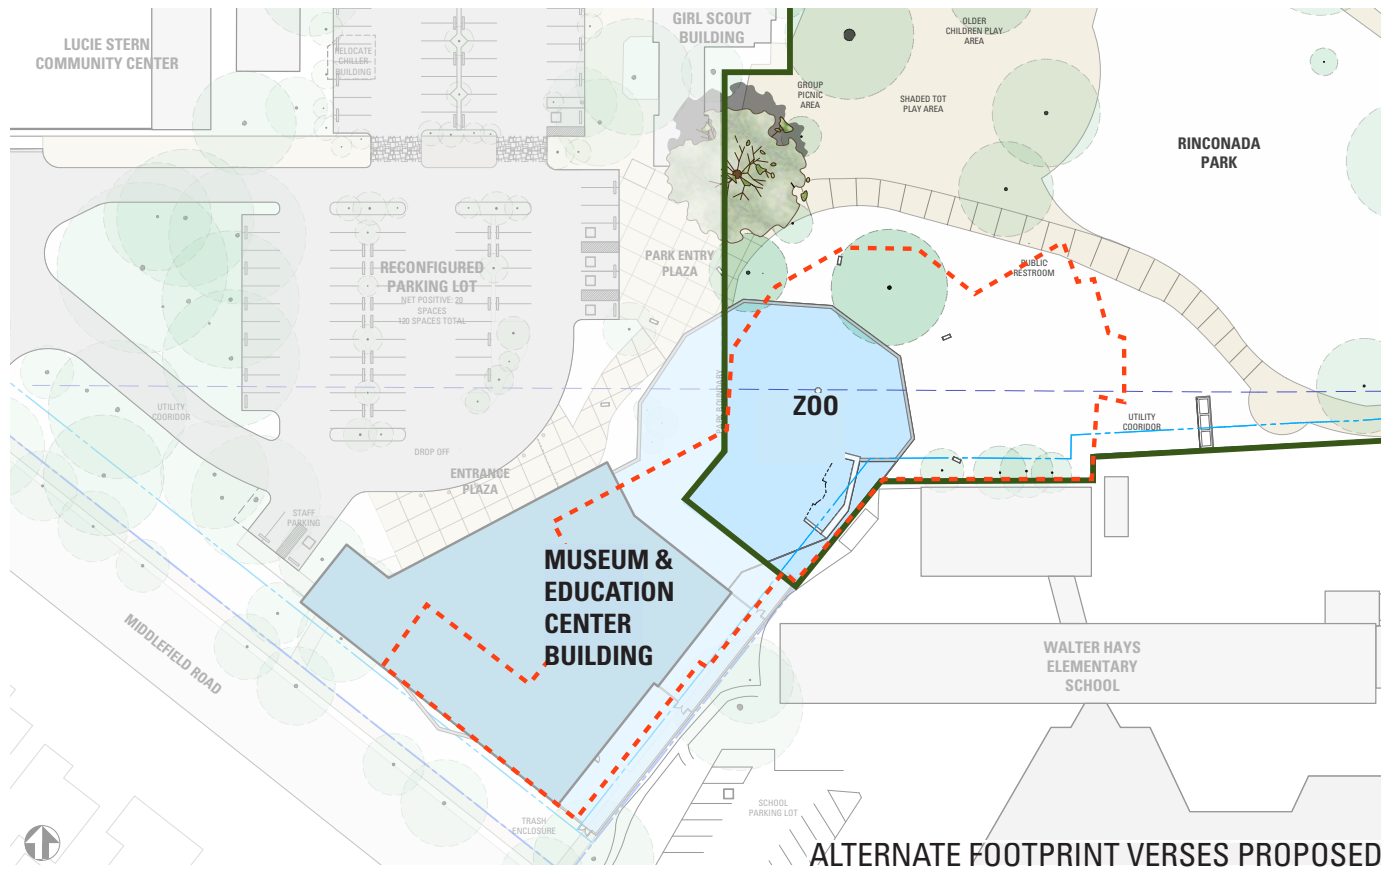 LUCIE STERN
COMMUNITY CENTER
RELOCATE
CHILLER
BUILDING
GIRL SCOUT
BUILDING
OLDER
CHILDREN PLAY
AREA
GROUP
PICNIC
AREA
SHADED TOT
PLAY AREA
RINCONADA
PARK
PARK ENTRY
PLAZA
RECONFIGURED
PARKING LOT
NET POSITIVE: 20
SPACES
120 SPACES TOTAL
PUBLIC
RESTROOM
PARK BOUNDARY
ZOO
UTILITY
COORIDOR
UTILITY
COORIDOR
DROP OFF
ENTRANCE
PLAZA
STAFF
PARKING
MUSEUM &
EDUCATION
CENTER
BUILDING
MIDDLEFIELD ROAD
WALTER HAYS
ELEMENTARY
SCHOOL
SCHOOL
PARKING LOT
TRASH
ENCLOSURE
ALTERNATE FOOTPRINT VERSES PROPOSED